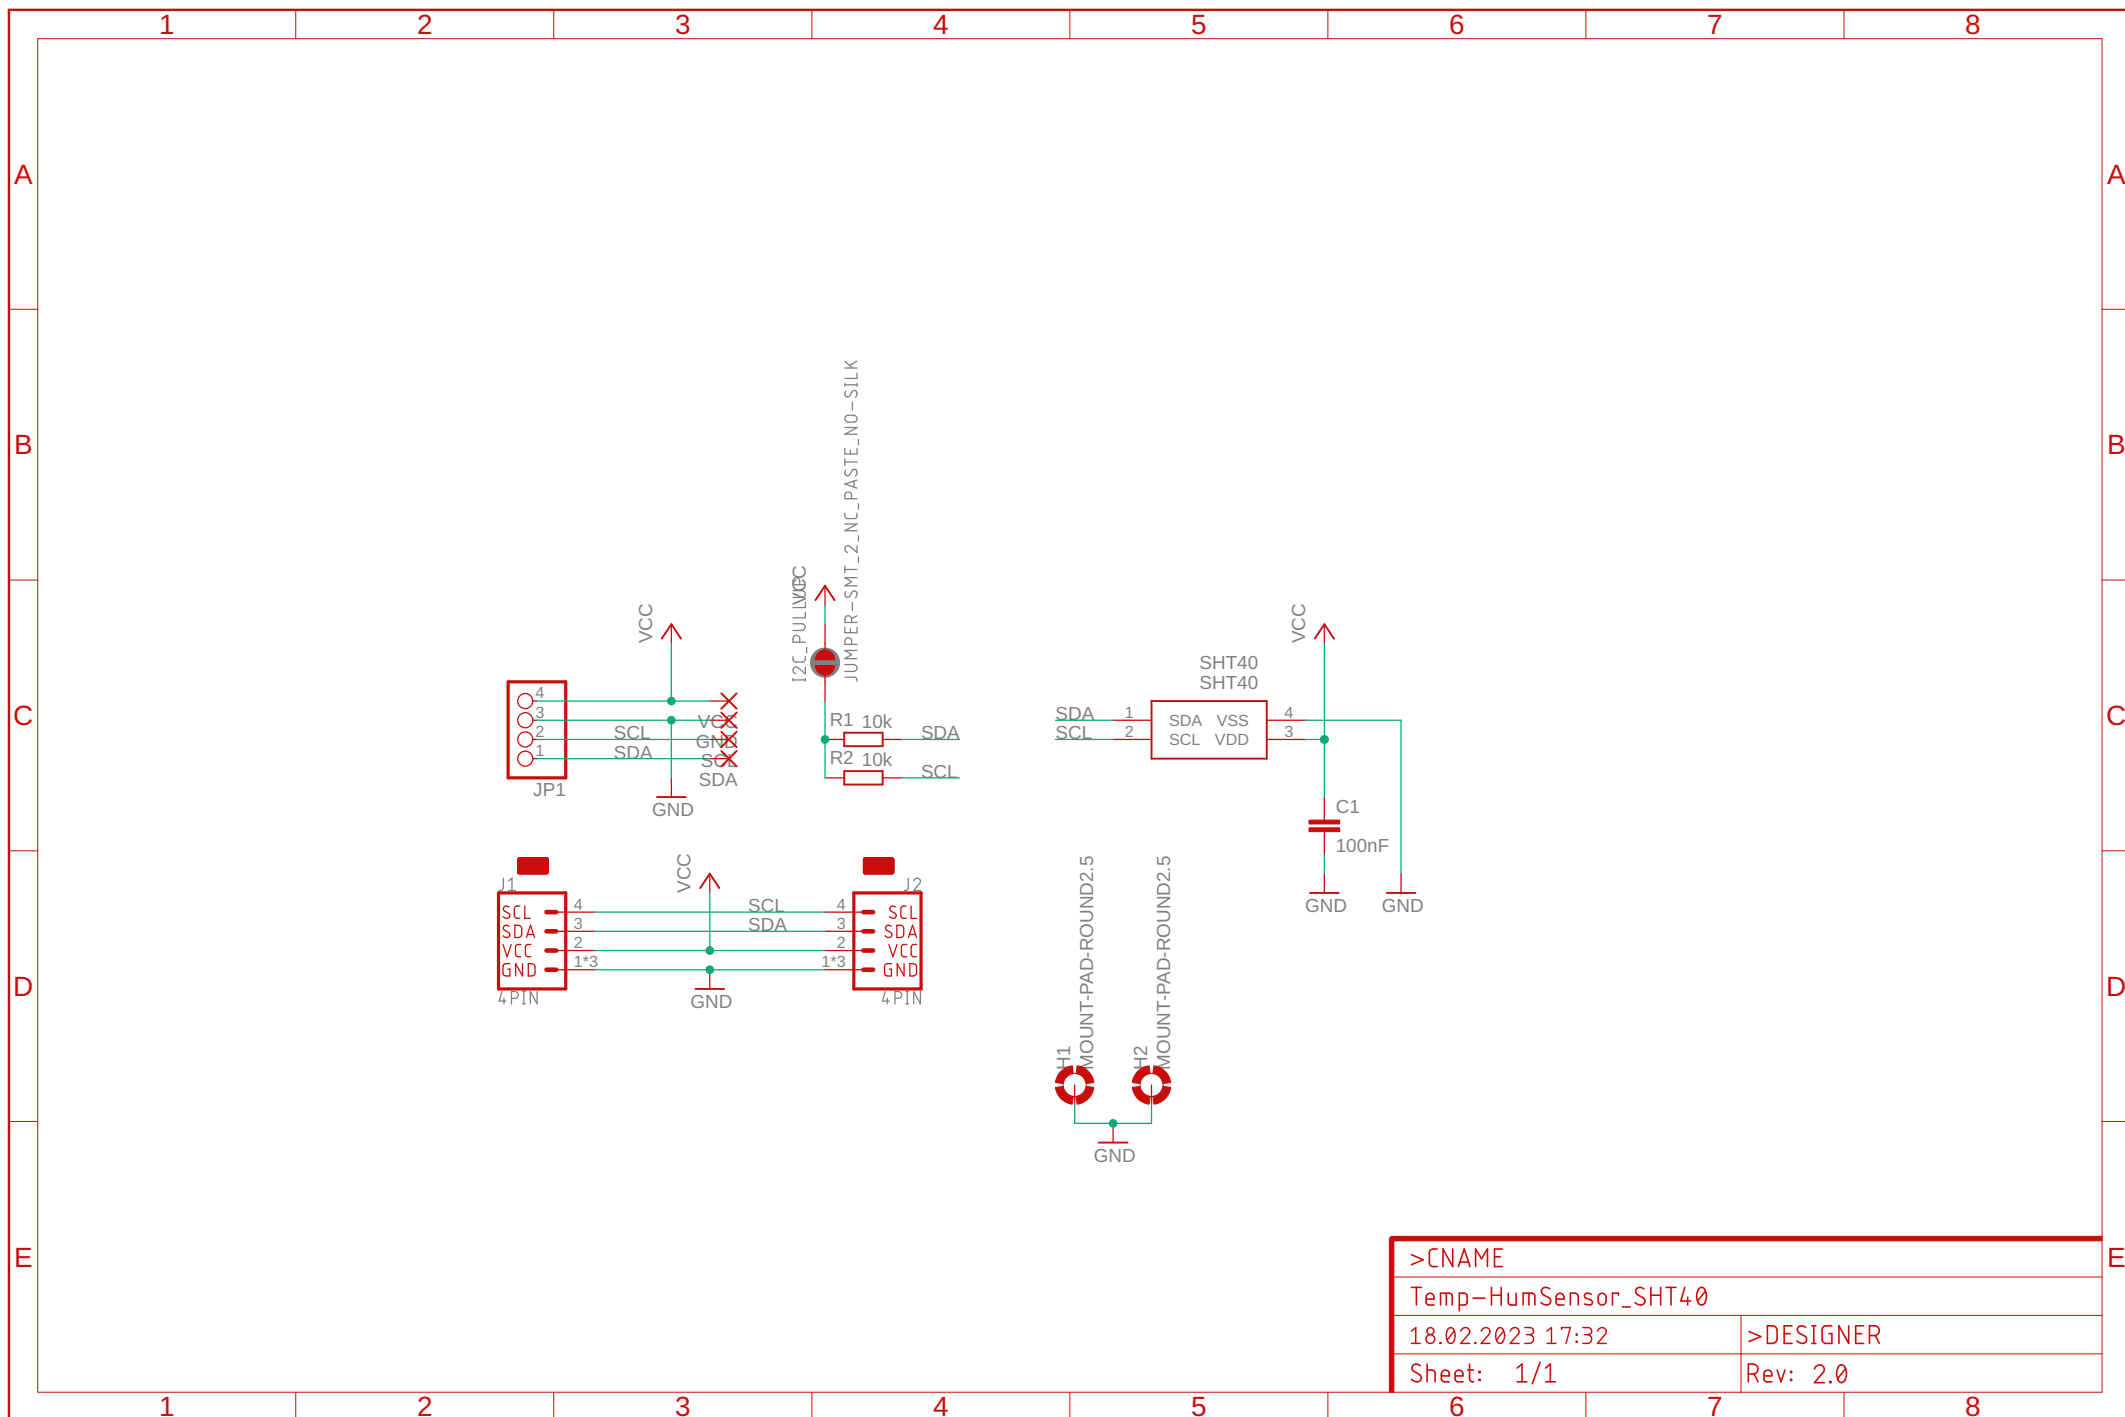 1 2 3 4 5 6 7 8
A A
B B
JUMPER-SMT_2_NC_PASTE_NO-SILK
I2C_PULLUP
VCC
VCC
VCC
C C
4
3
2
1
SCL
SDA
JP1
VCC
GND
SCL
SDA
GND
R1 10k SDA
R2 10k SCL
SHT40
SHT40
SDA 1 SDA VSS 4
SCL 2 SCL VDD 3
C1
100nF
GND GND
J1
SCL 4
SDA 3
VCC 2
GND 1*3
4PIN
VCC
SCL
SDA
GND
J2
4 SCL
3 SDA
2 VCC
1*3 GND
4PIN
D D
H1
MOUNT-PAD-ROUND2.5
H2
MOUNT-PAD-ROUND2.5
GND
E E
>CNAME
Temp-HumSensor_SHT40
18.02.2023 17:32 >DESIGNER
Sheet: 1/1 Rev: 2.0
1 2 3 4 5 6 7 8